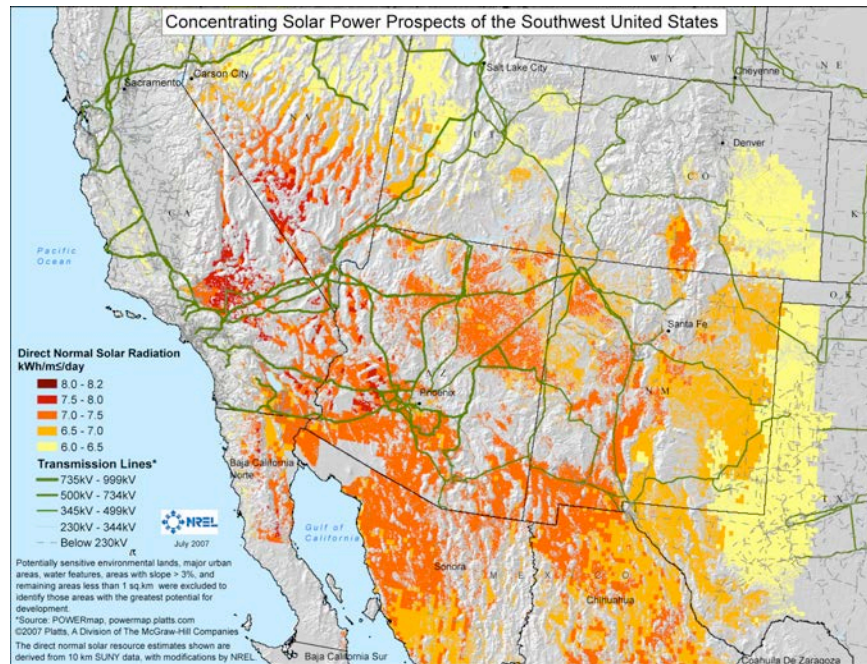 Concentrating Solar Power Prospects of the Southwest United States
W Y
N E
Salt Lake City
Cheyenne
Carson City
Sacramento
N V
U T
Denver
C O
K
C A
Pacific
Ocean
O K
Santa Fe
A Z
Phoenix
N M
T X
Baja California
Norte
Gulf of
California
Sonora
M E X I C O
Chihuahua
Baja California Sur
Coahuila De Zaragoza
Direct Normal Solar Radiation
kWh/m≤/day
8.0 - 8.2
7.5 - 8.0
7.0 - 7.5
6.5 - 7.0
6.0 - 6.5
Transmission Lines*
735kV - 999kV
500kV - 734kV
345kV - 499kV
230kV - 344kV
Below 230kV
NREL
July 2007
Potentially sensitive environmental lands, major urban
areas, water features, areas with slope > 3%, and
remaining areas less than 1 sq.km were excluded to
identify those areas with the greatest potential for
development.
*Source: POWERmap, powermap.platts.com
©2007 Platts, A Division of The McGraw-Hill Companies
The direct normal solar resource estimates shown are
derived from 10 km SUNY data, with modifications by NREL.